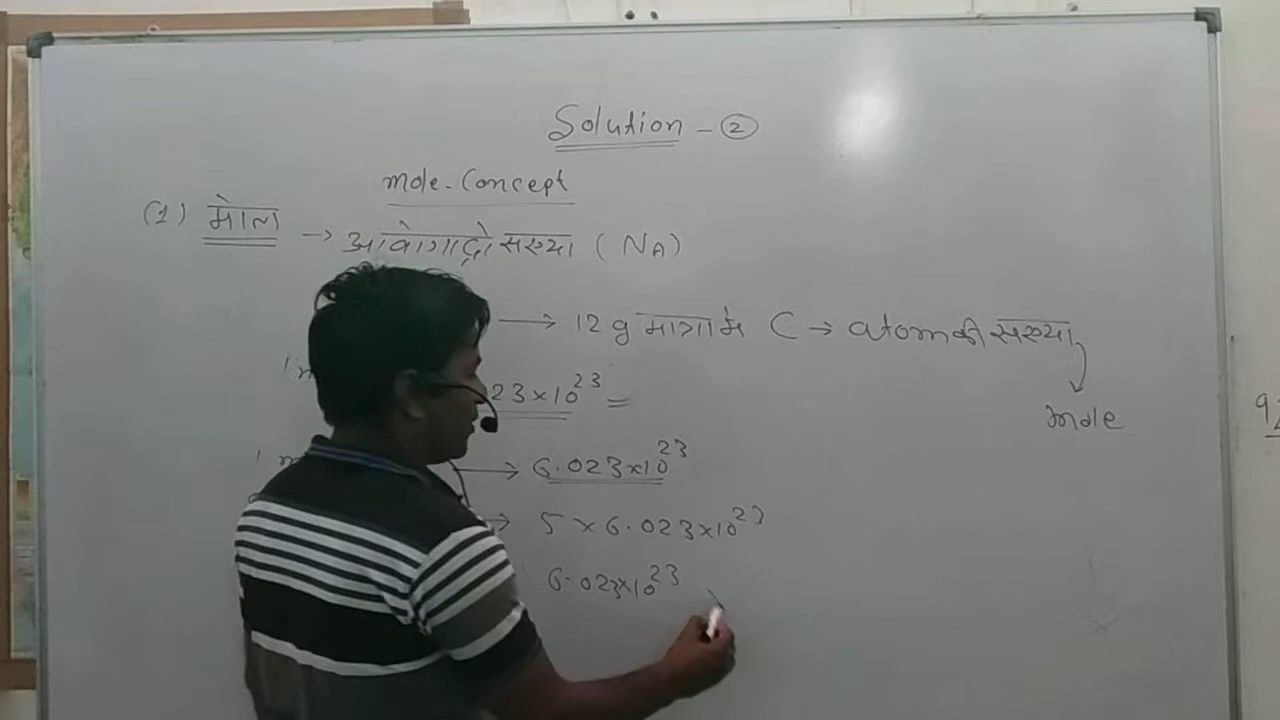 Solution - ②
mole. Concept
(1) मोल → आवोगाद्रो संख्या (NA)
→ 12 g मात्रा में C → atom की संख्या
mole
23×10²³ =
→ 6.023×10²³
→ 5 × 6.023×10²³
6.023×10²³